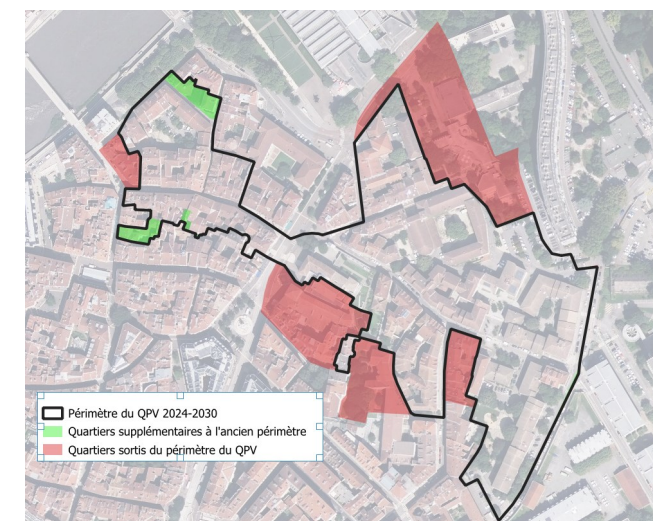 Périmètre du QPV 2024-2030
Quartiers supplémentaires à l'ancien périmètre
Quartiers sortis du périmètre du QPV